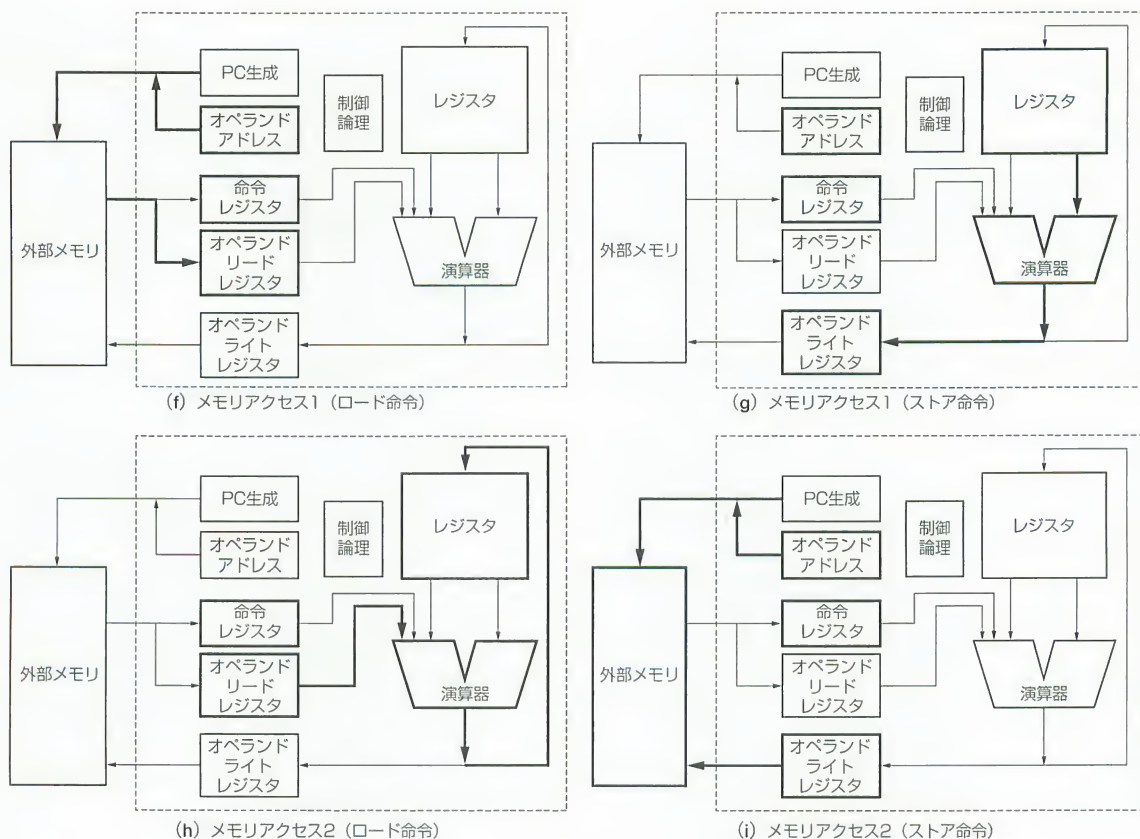 PC生成
オペランド
アドレス
制御
論理
レジスタ
外部メモリ
命令
レジスタ
オペランド
リード
レジスタ
演算器
オペランド
ライト
レジスタ
(f) メモリアクセス1（ロード命令）
PC生成
オペランド
アドレス
制御
論理
レジスタ
外部メモリ
命令
レジスタ
オペランド
リード
レジスタ
演算器
オペランド
ライト
レジスタ
(g) メモリアクセス1（ストア命令）
PC生成
オペランド
アドレス
制御
論理
レジスタ
外部メモリ
命令
レジスタ
オペランド
リード
レジスタ
演算器
オペランド
ライト
レジスタ
(h) メモリアクセス2（ロード命令）
PC生成
オペランド
アドレス
制御
論理
レジスタ
外部メモリ
命令
レジスタ
オペランド
リード
レジスタ
演算器
オペランド
ライト
レジスタ
(i) メモリアクセス2（ストア命令）